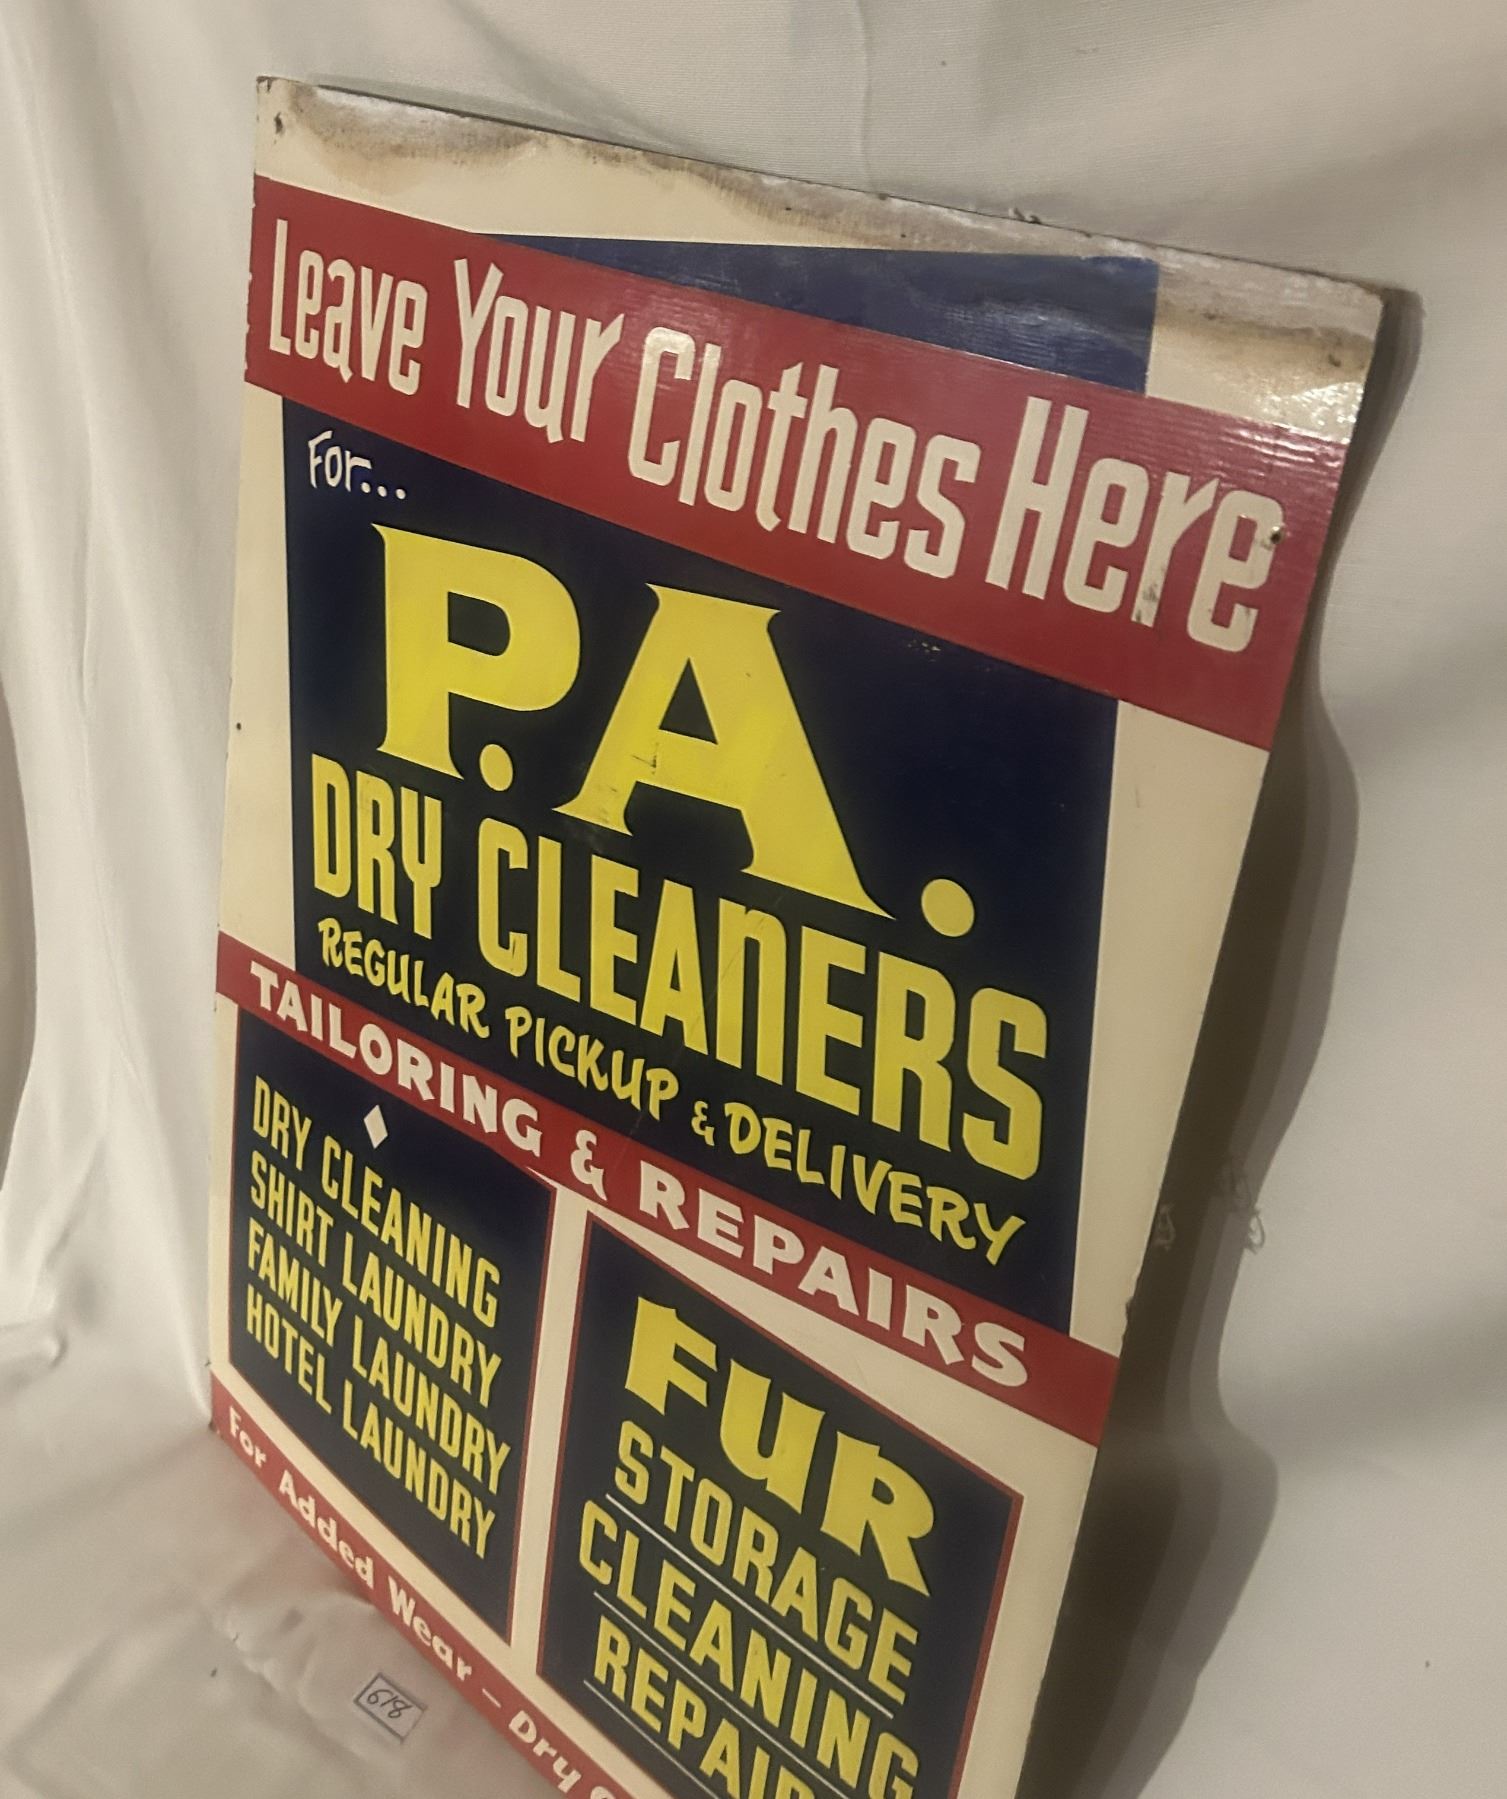 Leave Your Clothes Here
For...
P.A.
DRY CLEANERS
REGULAR PICKUP & DELIVERY
TAILORING & REPAIRS
DRY CLEANING
SHIRT LAUNDRY
FAMILY LAUNDRY
HOTEL LAUNDRY
FUR
STORAGE
CLEANING
For Added Wear - Dry
618